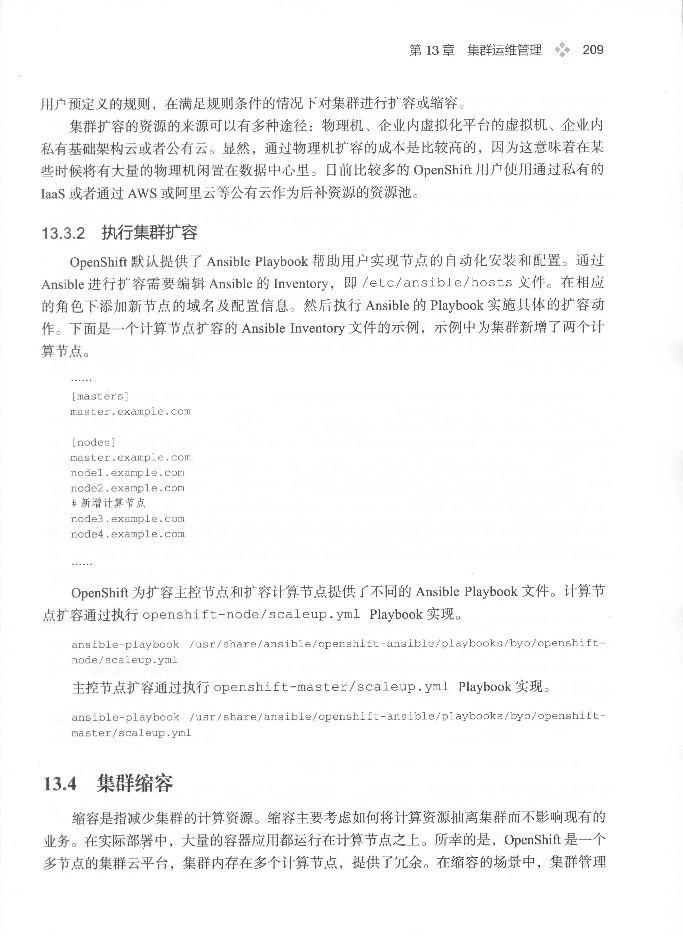 第 13 章 集群运维管理 209
用户预定义的规则，在满足规则条件的情况下对集群进行扩容或缩容。
集群扩容的资源的来源可以有多种途径：物理机、企业内虚拟化平台的虚拟机、企业内
私有基础架构云或者公有云。显然，通过物理机扩容的成本是比较高的，因为这意味着在某
些时候将有大量的物理机闲置在数据中心里。目前比较多的 OpenShift 用户使用通过私有的
IaaS 或者通过 AWS 或阿里云等公有云作为后补资源的资源池。
13.3.2 执行集群扩容
OpenShift 默认提供了 Ansible Playbook 帮助用户实现节点的自动化安装和配置。通过
Ansible 进行扩容需要编辑 Ansible 的 Inventory，即 /etc/ansible/hosts 文件。在相应
的角色下添加新节点的域名及配置信息。然后执行 Ansible 的 Playbook 实施具体的扩容动
作。下面是一个计算节点扩容的 Ansible Inventory 文件的示例，示例中为集群新增了两个计
算节点。
……
[masters]
master.example.com
[nodes]
master.example.com
node1.example.com
node2.example.com
# 新增计算节点
node3.example.com
node4.example.com
……
OpenShift 为扩容主控节点和扩容计算节点提供了不同的 Ansible Playbook 文件。计算节
点扩容通过执行 openshift-node/scaleup.yml Playbook 实现。
ansible-playbook /usr/share/ansible/openshift-ansible/playbooks/byo/openshift-
node/scaleup.yml
主控节点扩容通过执行 openshift-master/scaleup.yml Playbook 实现。
ansible-playbook /usr/share/ansible/openshift-ansible/playbooks/byo/openshift-
master/scaleup.yml
13.4 集群缩容
缩容是指减少集群的计算资源。缩容主要考虑如何将计算资源抽离集群而不影响现有的
业务。在实际部署中，大量的容器应用都运行在计算节点之上。所幸的是，OpenShift 是一个
多节点的集群云平台，集群内存在多个计算节点，提供了冗余。在缩容的场景中，集群管理